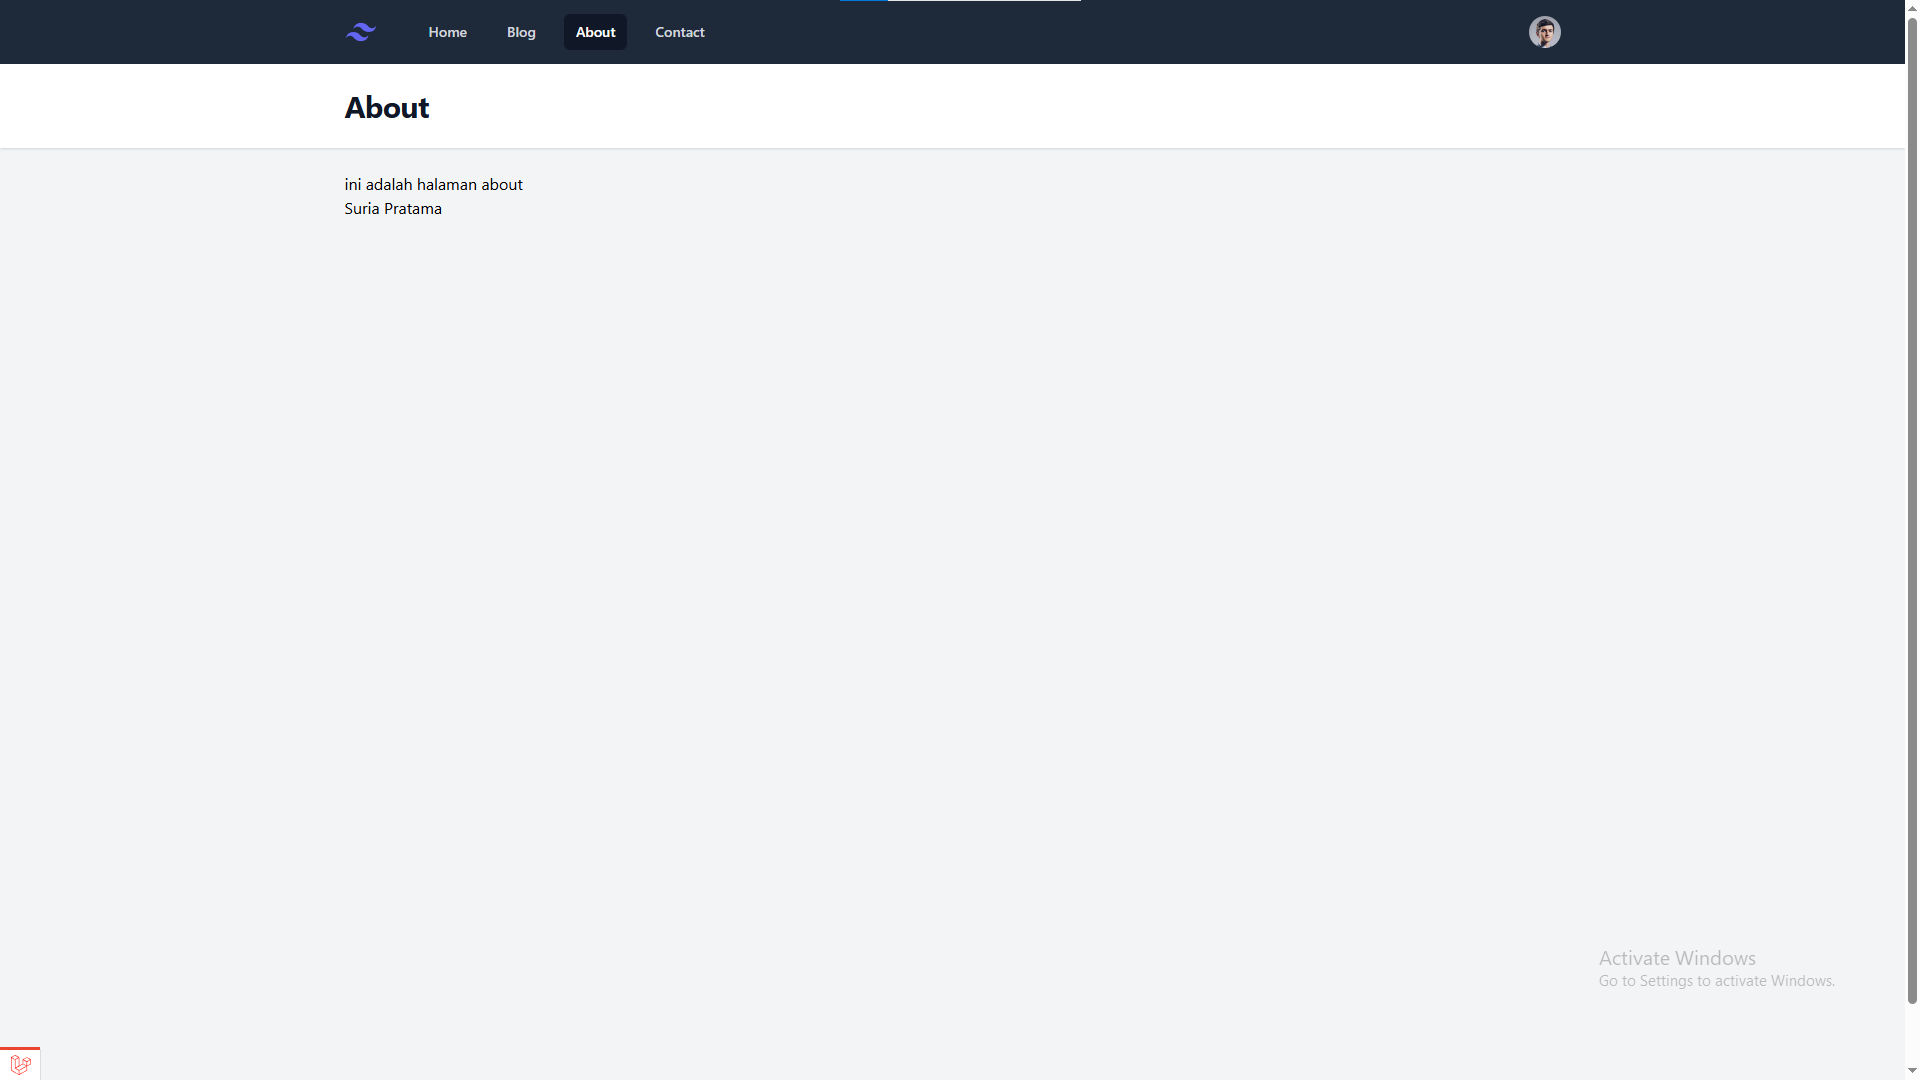 Home
Blog
About
Contact
About
ini adalah halaman about
Suria Pratama
Activate Windows
Go to Settings to activate Windows.